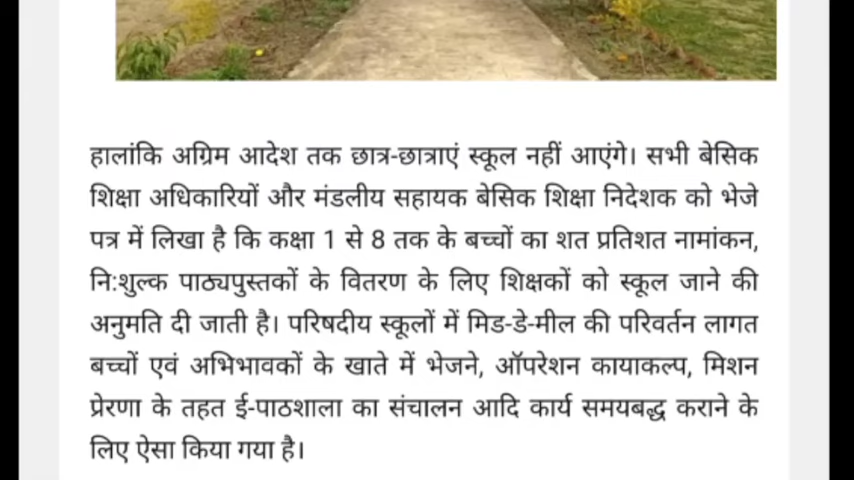 हालांकि अग्रिम आदेश तक छात्र-छात्राएं स्कूल नहीं आएंगे। सभी बेसिक
शिक्षा अधिकारियों और मंडलीय सहायक बेसिक शिक्षा निदेशक को भेजे
पत्र में लिखा है कि कक्षा 1 से 8 तक के बच्चों का शत प्रतिशत नामांकन,
नि:शुल्क पाठ्यपुस्तकों के वितरण के लिए शिक्षकों को स्कूल जाने की
अनुमति दी जाती है। परिषदीय स्कूलों में मिड-डे-मील की परिवर्तन लागत
बच्चों एवं अभिभावकों के खाते में भेजने, ऑपरेशन कायाकल्प, मिशन
प्रेरणा के तहत ई-पाठशाला का संचालन आदि कार्य समयबद्ध कराने के
लिए ऐसा किया गया है।